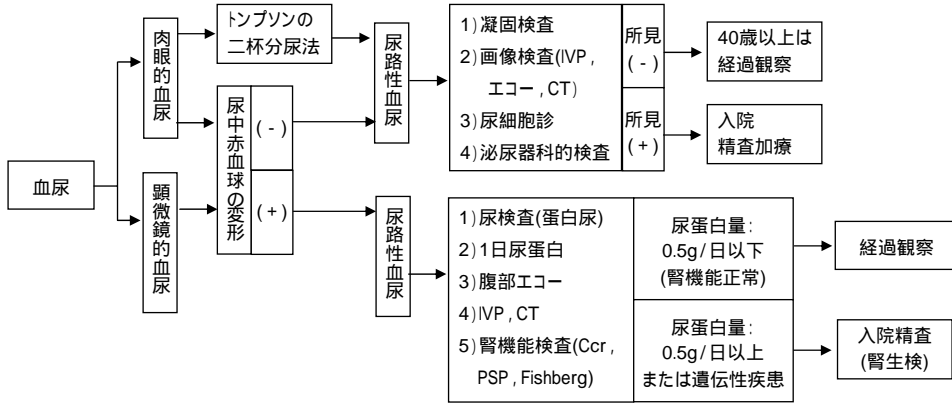 血尿
肉眼的血尿
顕微鏡的血尿
トンプソンの
二杯分尿法
尿中赤血球の変形
(-)
(+)
尿路性血尿
1)凝固検査
2)画像検査(IVP,
エコー,CT)
3)尿細胞診
4)泌尿器科的検査
所見
(-)
所見
(+)
40歳以上は
経過観察
入院
精査加療
尿路性血尿
1)尿検査(蛋白尿)
2)1日尿蛋白
3)腹部エコー
4)IVP,CT
5)腎機能検査(Ccr,
PSP,Fishberg)
尿蛋白量:
0.5g/日以下
(腎機能正常)
尿蛋白量:
0.5g/日以上
または遺伝性疾患
経過観察
入院精査
(腎生検)